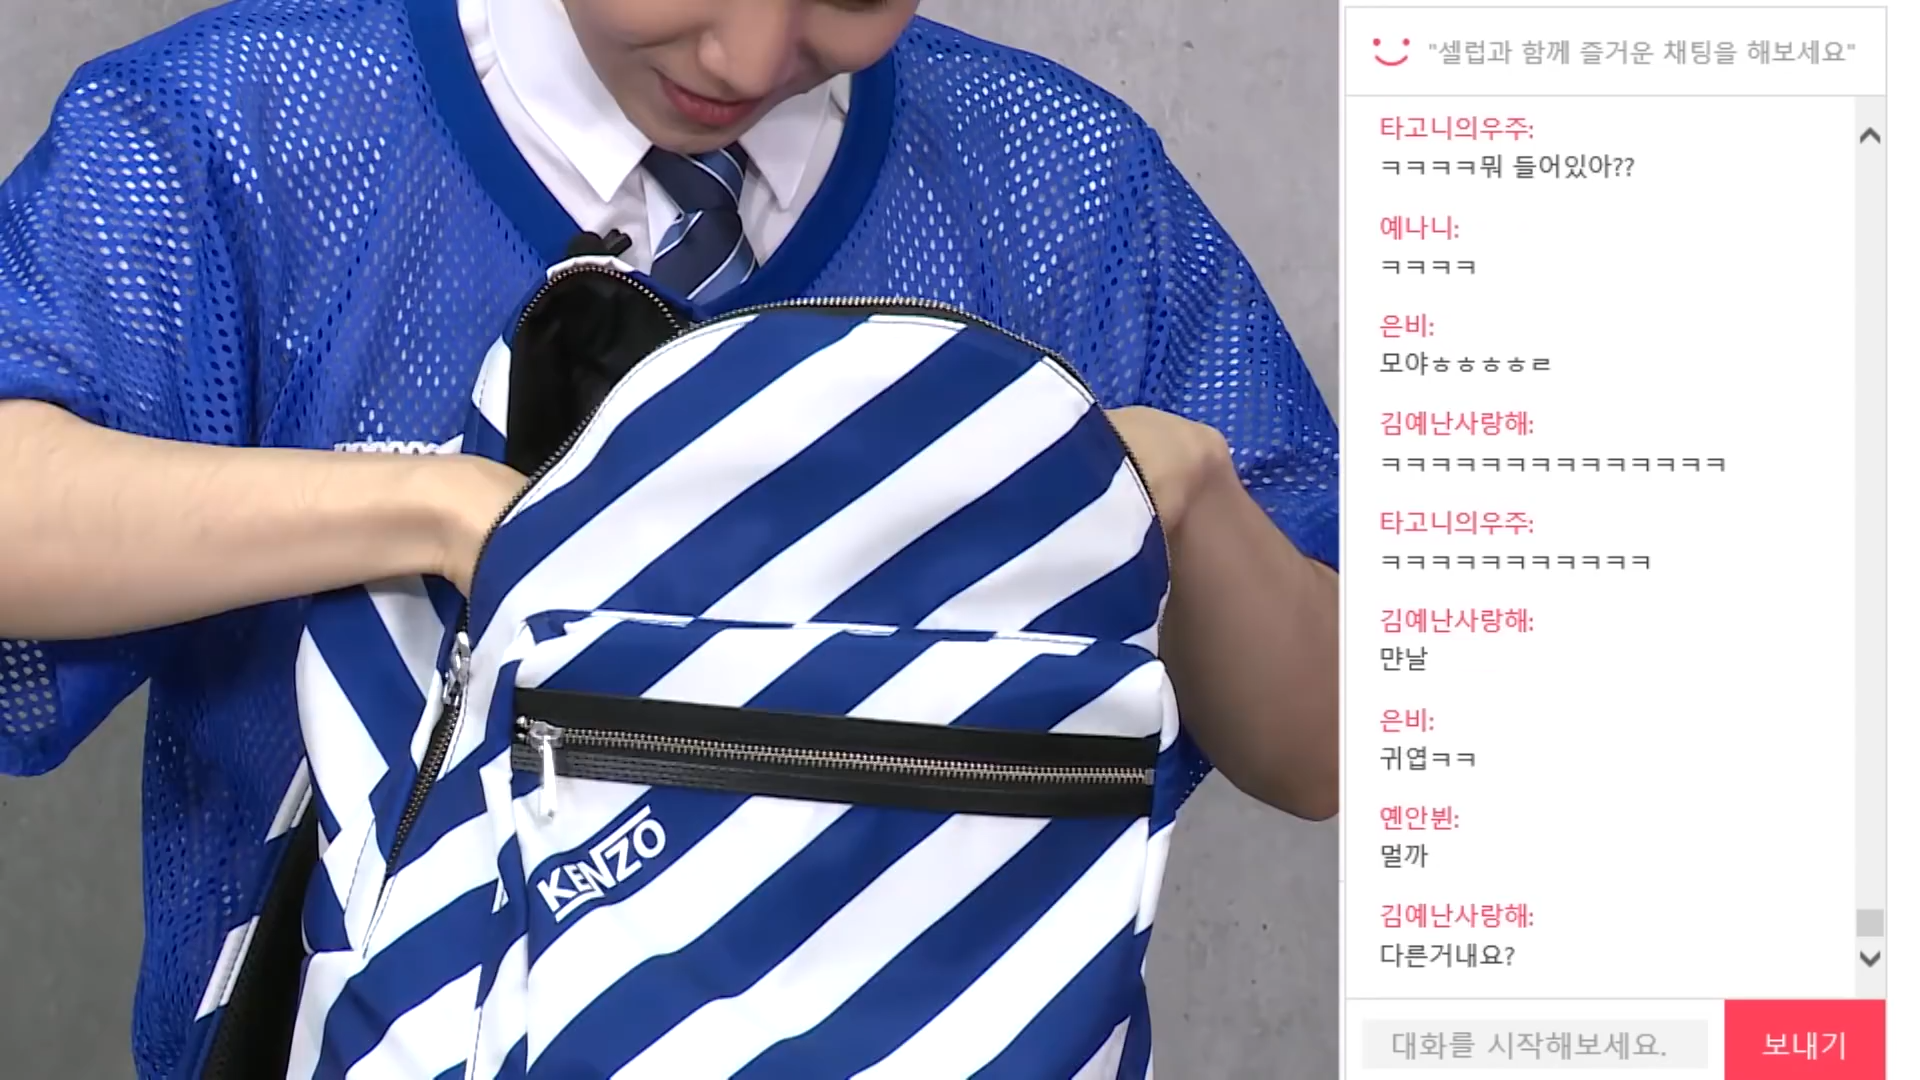 "셀럽과 함께 즐거운 채팅을 해보세요"
타고니의우주:
ㅋㅋㅋㅋ뭐 들어있아??
예나니:
ㅋㅋㅋㅋ
은비:
모야ㅎㅎㅎㅎㄹ
김예난사랑해:
ㅋㅋㅋㅋㅋㅋㅋㅋㅋㅋㅋㅋㅋㅋ
타고니의우주:
ㅋㅋㅋㅋㅋㅋㅋㅋㅋㅋㅋ
김예난사랑해:
먄날
은비:
귀엽ㅋㅋ
옌안뷘:
멀까
김예난사랑해:
다른거내요?
대화를 시작해보세요.
보내기
KENZO